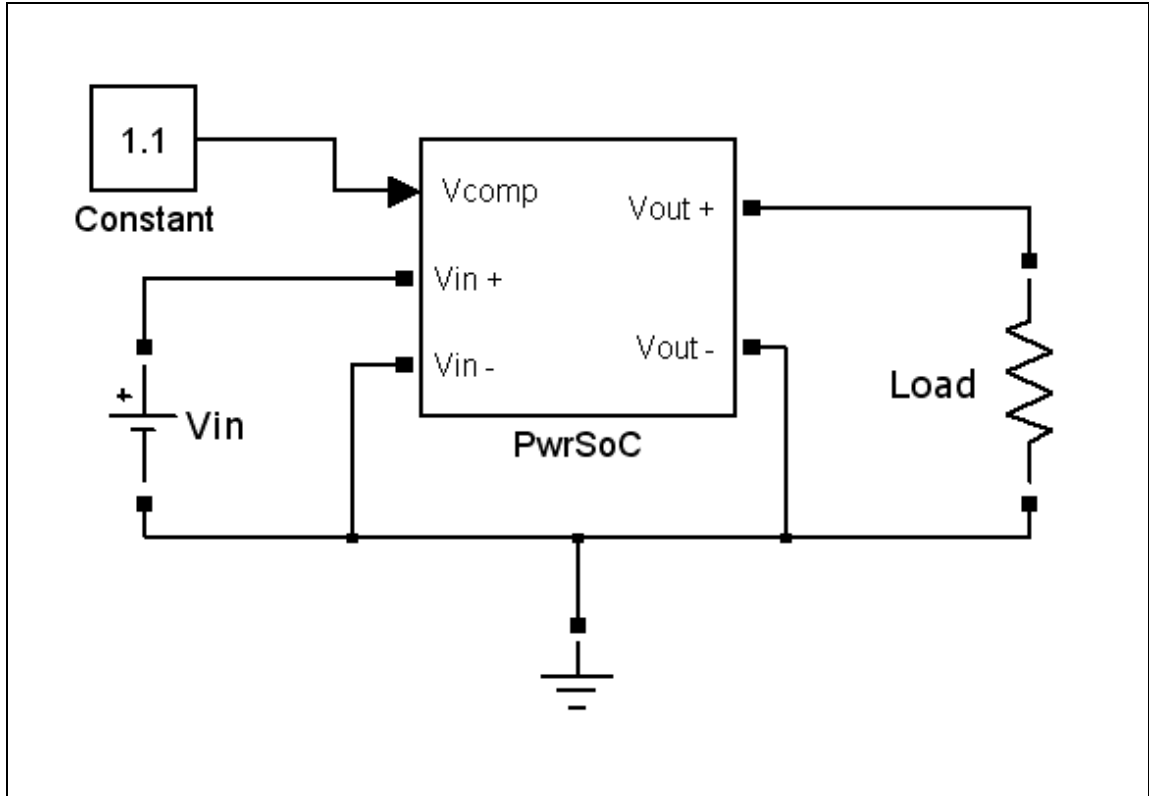 1.1
Constant
Vcomp
Vin +
Vin -
Vout +
Vout -
PwrSoC
+
Vin
Load